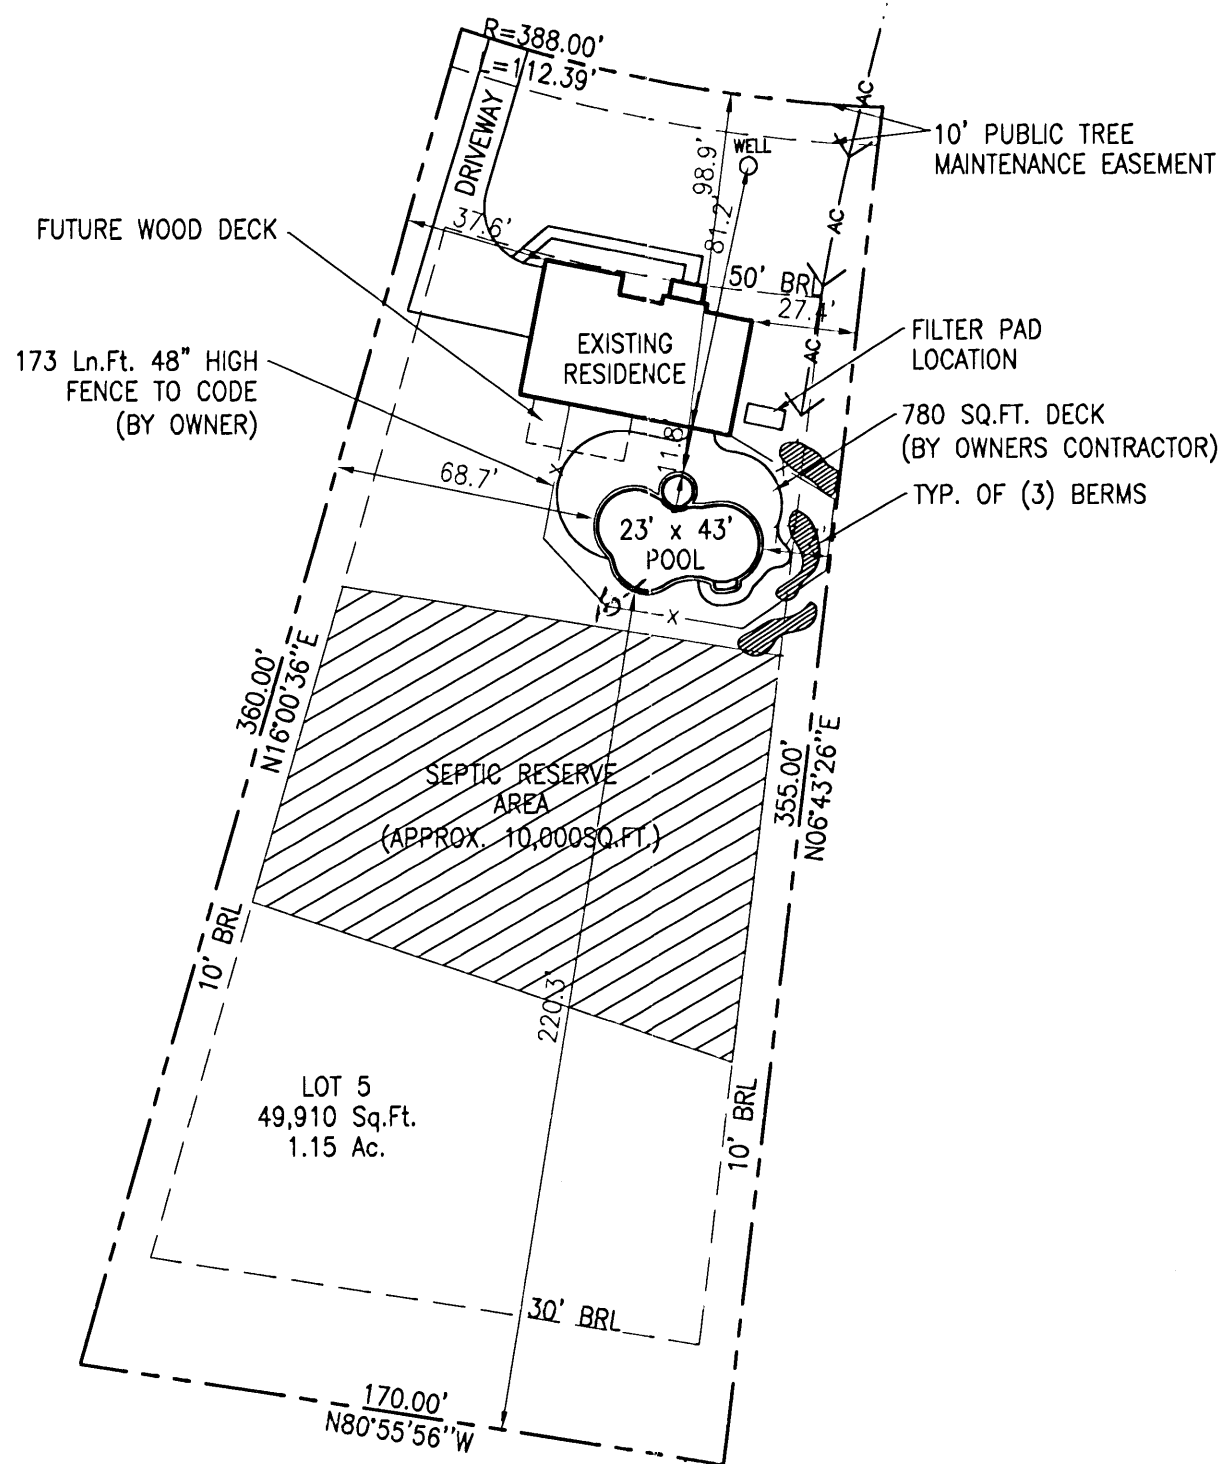 R=388.00'
L=112.39'
AC
10' PUBLIC TREE
MAINTENANCE EASEMENT
WELL
DRIVEWAY
98.9'
81.2'
AC
37.6'
FUTURE WOOD DECK
50' BRL
27.4'
AC
FILTER PAD
LOCATION
EXISTING
RESIDENCE
173 Ln.Ft. 48" HIGH
FENCE TO CODE
(BY OWNER)
780 SQ.FT. DECK
(BY OWNERS CONTRACTOR)
11.8'
68.7'
TYP. OF (3) BERMS
23' x 43'
POOL
5'
360.00'
N16°00'36"E
355.00'
N06°43'26"E
SEPTIC RESERVE
AREA
(APPROX. 10,000SQ.FT.)
10' BRL
220.3'
LOT 5
49,910 Sq.Ft.
1.15 Ac.
10' BRL
30' BRL
170.00'
N80°55'56"W